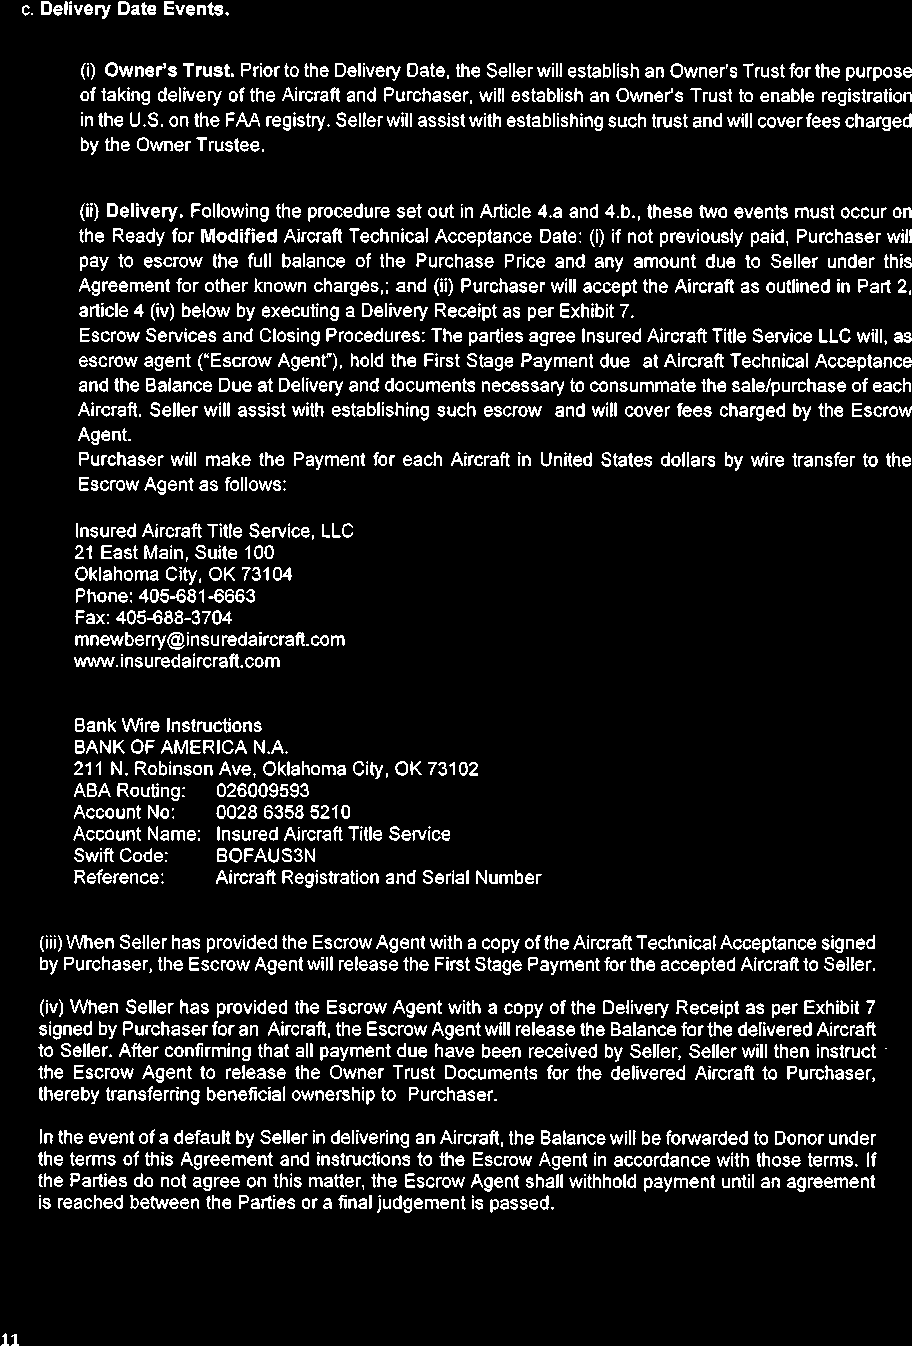 c. Delivery Date Events.
(i) Owner's Trust. Prior to the Delivery Date, the Seller will establish an Owner's Trust for the purpose
of taking delivery of the Aircraft and Purchaser, will establish an Owner's Trust to enable registration
in the U.S. on the FAA registry. Seller will assist with establishing such trust and will cover fees charged
by the Owner Trustee.
(ii) Delivery. Following the procedure set out in Article 4.a and 4.b., these two events must occur on
the Ready for Modified Aircraft Technical Acceptance Date: (i) if not previously paid, Purchaser will
pay to escrow the full balance of the Purchase Price and any amount due to Seller under this
Agreement for other known charges,; and (ii) Purchaser will accept the Aircraft as outlined in Part 2,
article 4 (iv) below by executing a Delivery Receipt as per Exhibit 7.
Escrow Services and Closing Procedures: The parties agree Insured Aircraft Title Service LLC will, as
escrow agent ("Escrow Agent"), hold the First Stage Payment due at Aircraft Technical Acceptance
and the Balance Due at Delivery and documents necessary to consummate the sale/purchase of each
Aircraft. Seller will assist with establishing such escrow and will cover fees charged by the Escrow
Agent.
Purchaser will make the Payment for each Aircraft in United States dollars by wire transfer to the
Escrow Agent as follows:
Insured Aircraft Title Service, LLC
21 East Main, Suite 100
Oklahoma City, OK 73104
Phone: 405-681-6663
Fax: 405-688-3704
mnewberry@insuredaircraft.com
www.insuredaircraft.com
Bank Wire Instructions
BANK OF AMERICA N.A.
211 N. Robinson Ave, Oklahoma City, OK 73102
ABA Routing: 026009593
Account No: 0028 6358 5210
Account Name: Insured Aircraft Title Service
Swift Code: BOFAUS3N
Reference: Aircraft Registration and Serial Number
(iii) When Seller has provided the Escrow Agent with a copy of the Aircraft Technical Acceptance signed
by Purchaser, the Escrow Agent will release the First Stage Payment for the accepted Aircraft to Seller.
(iv) When Seller has provided the Escrow Agent with a copy of the Delivery Receipt as per Exhibit 7
signed by Purchaser for an Aircraft, the Escrow Agent will release the Balance for the delivered Aircraft
to Seller. After confirming that all payment due have been received by Seller, Seller will then instruct
the Escrow Agent to release the Owner Trust Documents for the delivered Aircraft to Purchaser,
thereby transferring beneficial ownership to Purchaser.
In the event of a default by Seller in delivering an Aircraft, the Balance will be forwarded to Donor under
the terms of this Agreement and instructions to the Escrow Agent in accordance with those terms. If
the Parties do not agree on this matter, the Escrow Agent shall withhold payment until an agreement
is reached between the Parties or a final judgement is passed.
11